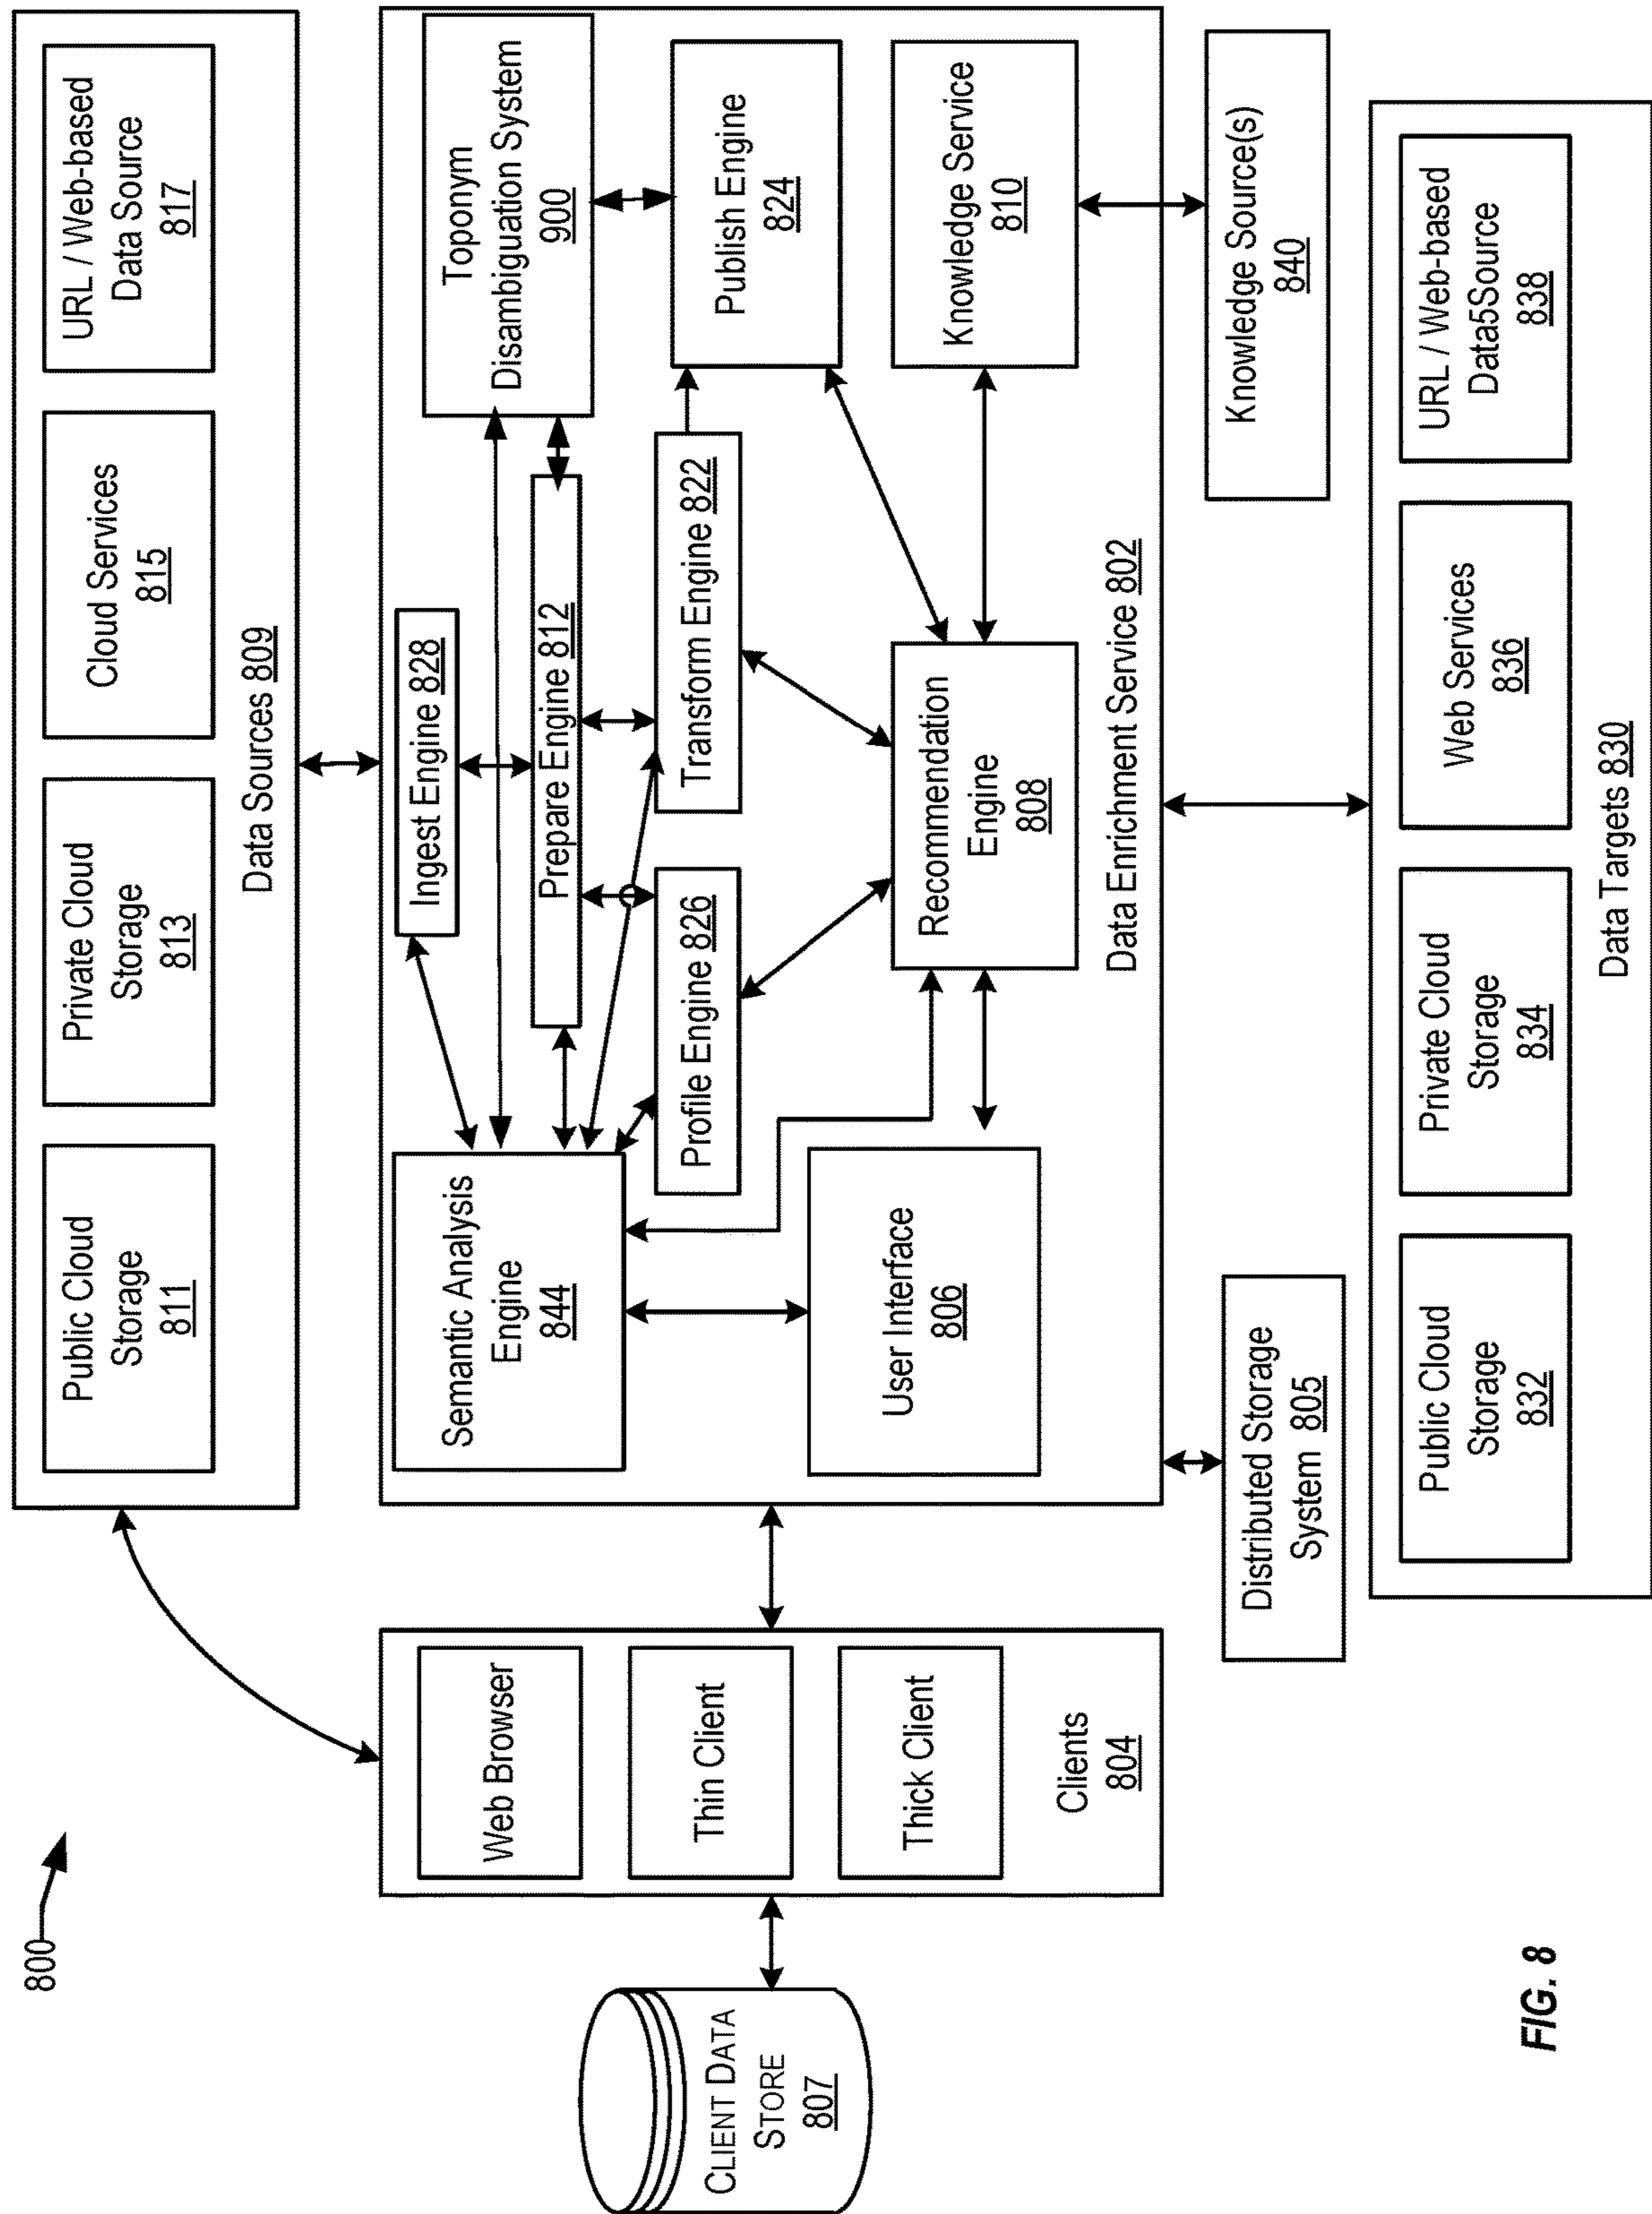 800
Public Cloud
Storage
811
Private Cloud
Storage
813
Cloud Services
815
URL / Web-based
Data Source
817
Data Sources 809
CLIENT DATA
STORE
807
Web Browser
Thin Client
Thick Client
Clients
804
Semantic Analysis
Engine
844
Ingest Engine 828
Toponym
Disambiguation System
900
Prepare Engine 812
Profile Engine 826
Transform Engine 822
Publish Engine
824
User Interface
806
Recommendation
Engine
808
Knowledge Service
810
Data Enrichment Service 802
Distributed Storage
System 805
Knowledge Source(s)
840
Public Cloud
Storage
832
Private Cloud
Storage
834
Web Services
836
URL / Web-based
Data5Source
838
Data Targets 830
FIG. 8